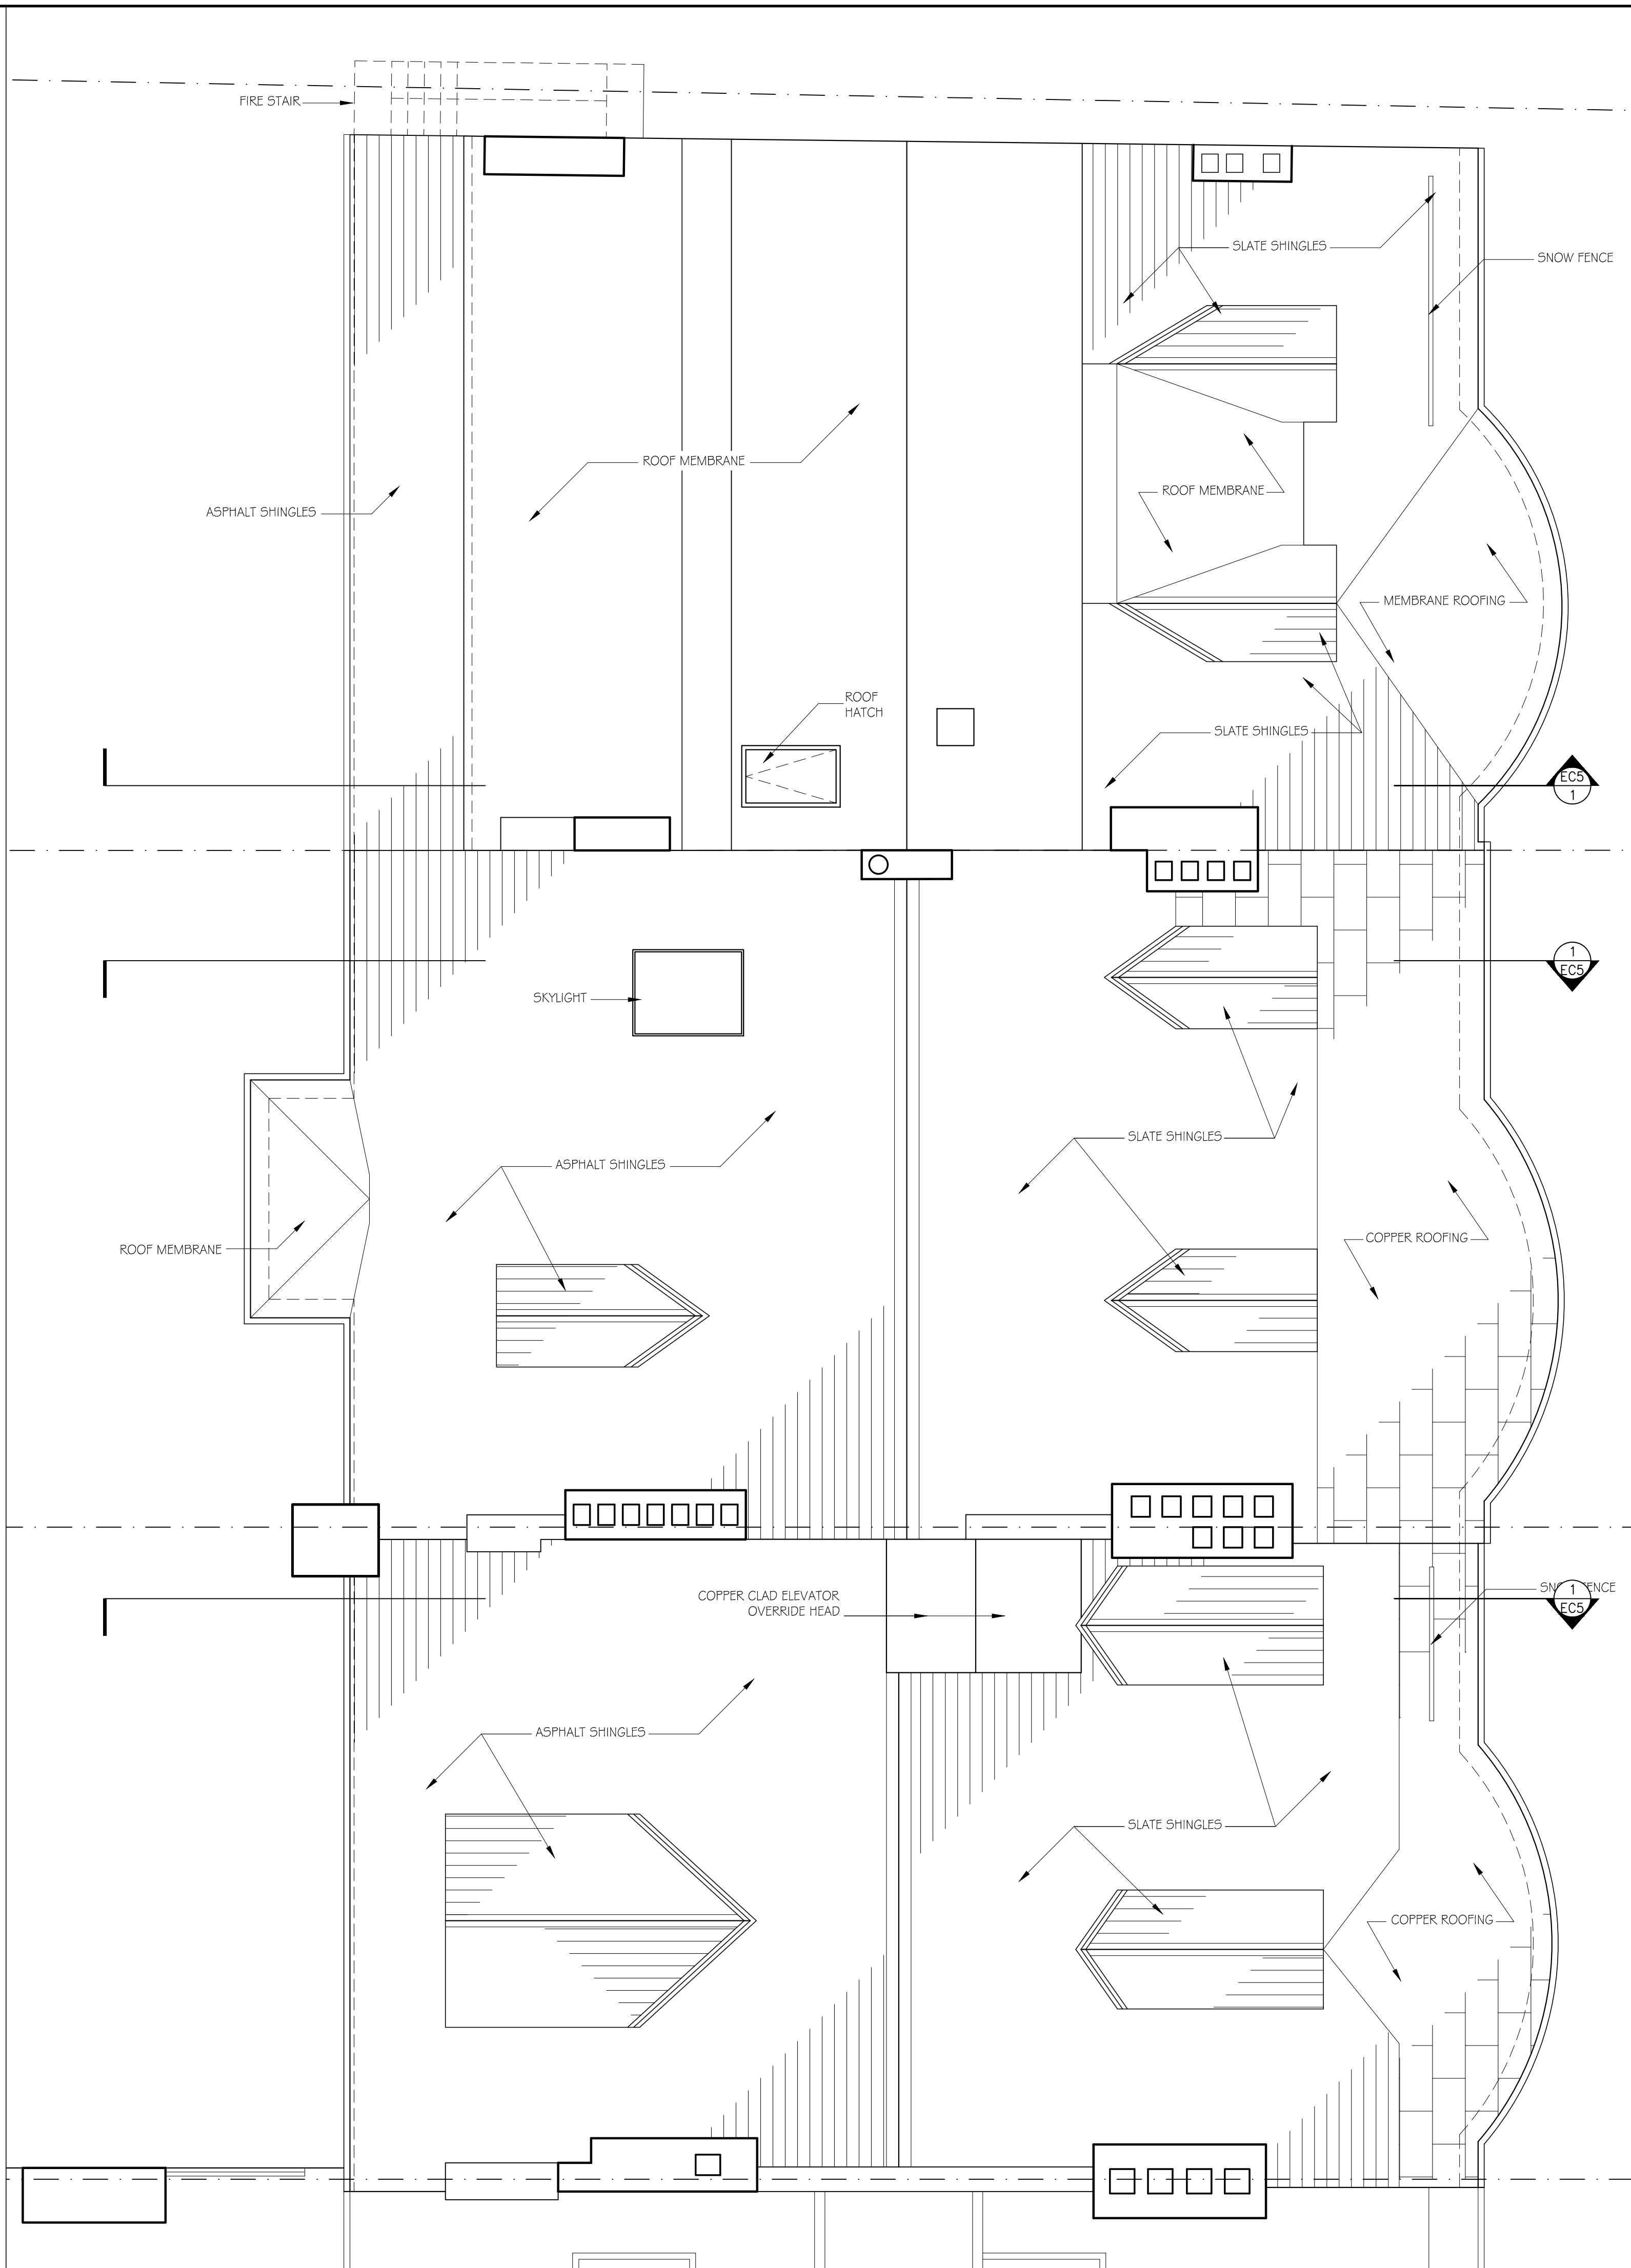 FIRE STAIR
SLATE SHINGLES
SNOW FENCE
ROOF MEMBRANE
ROOF MEMBRANE
ASPHALT SHINGLES
MEMBRANE ROOFING
ROOF
HATCH
SLATE SHINGLES
EC5
1
1
EC5
SKYLIGHT
SLATE SHINGLES
ASPHALT SHINGLES
COPPER ROOFING
ROOF MEMBRANE
COPPER CLAD ELEVATOR
OVERRIDE HEAD
SNOW FENCE
1
EC5
ASPHALT SHINGLES
SLATE SHINGLES
COPPER ROOFING